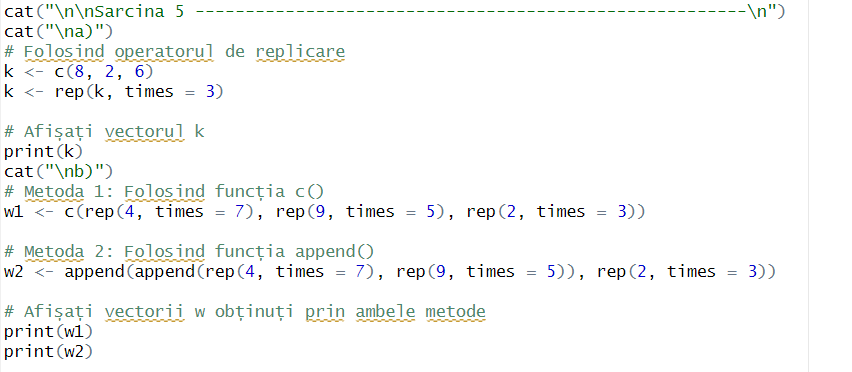 cat("\n\nSarcina 5 -------------------------------------------------------\n")
cat("\na)")
# Folosind operatorul de replicare
k <- c(8, 2, 6)
k <- rep(k, times = 3)
# Afișați vectorul k
print(k)
cat("\nb)")
# Metoda 1: Folosind funcția c()
w1 <- c(rep(4, times = 7), rep(9, times = 5), rep(2, times = 3))
# Metoda 2: Folosind funcția append()
w2 <- append(append(rep(4, times = 7), rep(9, times = 5)), rep(2, times = 3))
# Afișați vectorii w obținuți prin ambele metode
print(w1)
print(w2)